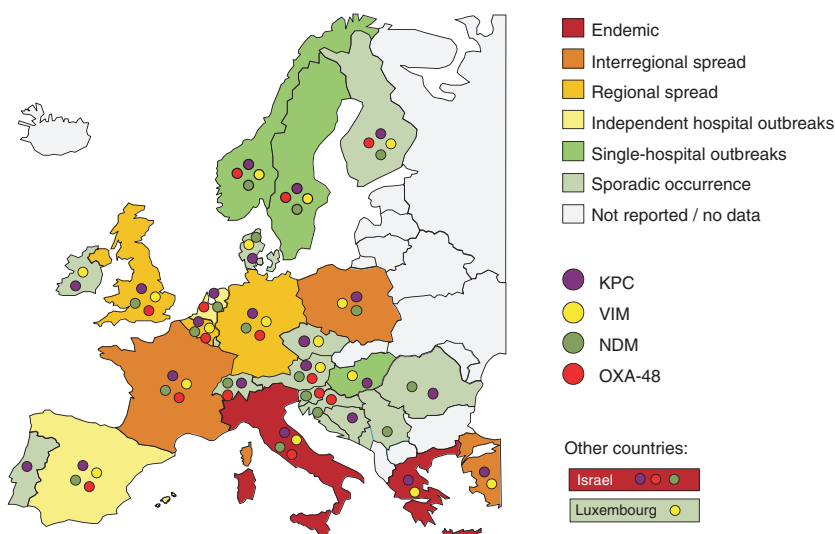 Endemic
Interregional spread
Regional spread
Independent hospital outbreaks
Single-hospital outbreaks
Sporadic occurrence
Not reported / no data
KPC
VIM
NDM
OXA-48
Other countries:
Israel
Luxembourg